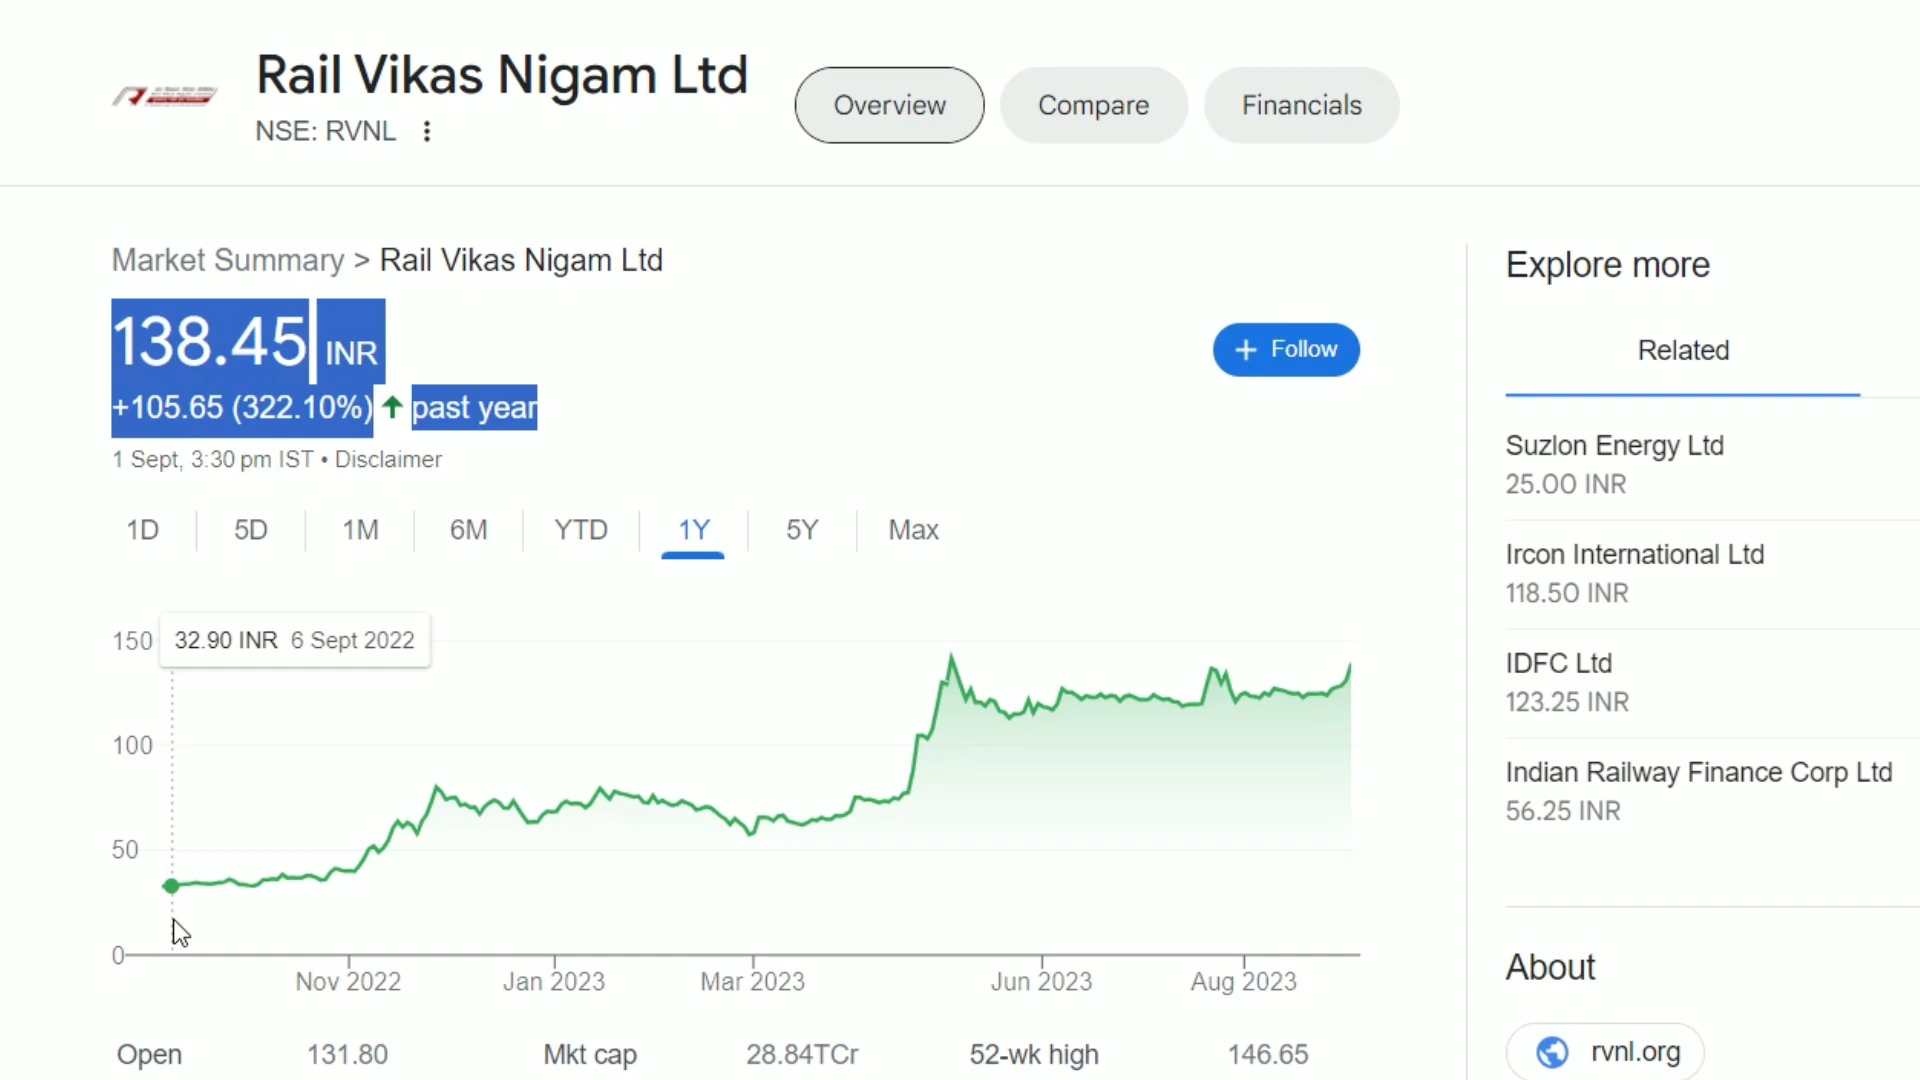 Rail Vikas Nigam Ltd
NSE: RVNL
Overview
Compare
Financials
Market Summary > Rail Vikas Nigam Ltd
138.45 INR
+105.65 (322.10%) past year
1 Sept, 3:30 pm IST • Disclaimer
+ Follow
1D 5D 1M 6M YTD 1Y 5Y Max
32.90 INR 6 Sept 2022
150
100
50
0
Nov 2022 Jan 2023 Mar 2023 Jun 2023 Aug 2023
Open 131.80 Mkt cap 28.84TCr 52-wk high 146.65
Explore more
Related
Suzlon Energy Ltd
25.00 INR
Ircon International Ltd
118.50 INR
IDFC Ltd
123.25 INR
Indian Railway Finance Corp Ltd
56.25 INR
About
rvnl.org